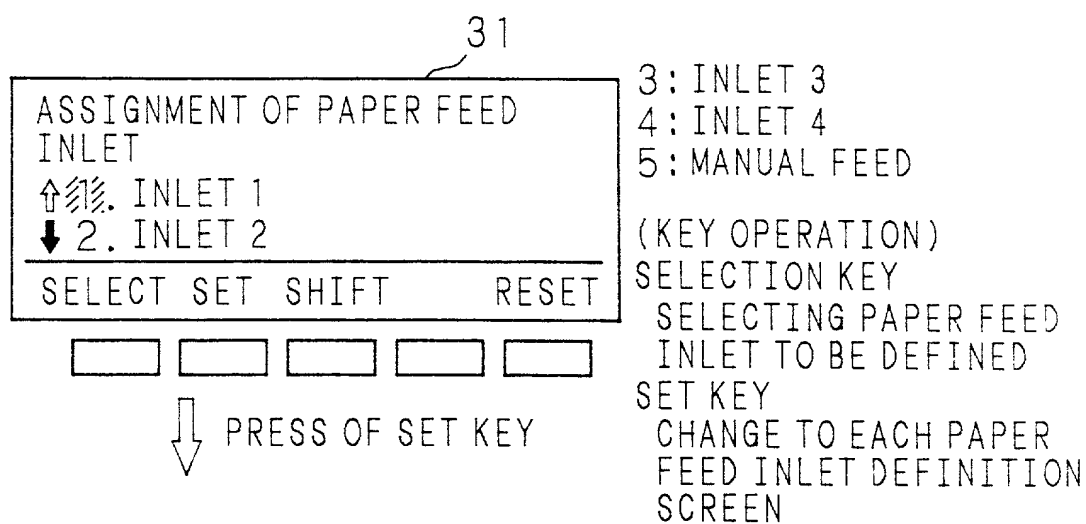 31
ASSIGNMENT OF PAPER FEED
INLET
1. INLET 1
2. INLET 2
SELECT SET SHIFT RESET
PRESS OF SET KEY
3: INLET 3
4: INLET 4
5: MANUAL FEED
(KEY OPERATION)
SELECTION KEY
SELECTING PAPER FEED
INLET TO BE DEFINED
SET KEY
CHANGE TO EACH PAPER
FEED INLET DEFINITION
SCREEN